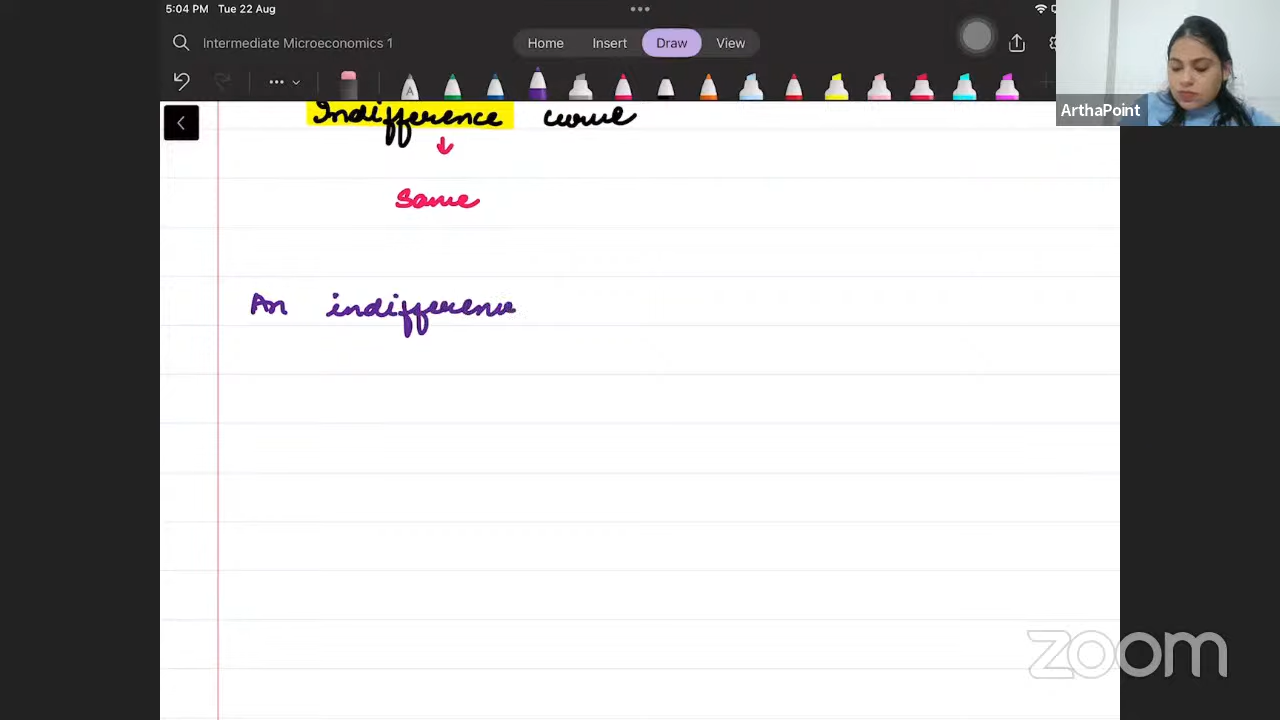 5:04 PM Tue 22 Aug
Intermediate Microeconomics 1
Home Insert Draw View
A
ArthaPoint
Indifference curve
Same
An indifferenc
zoom